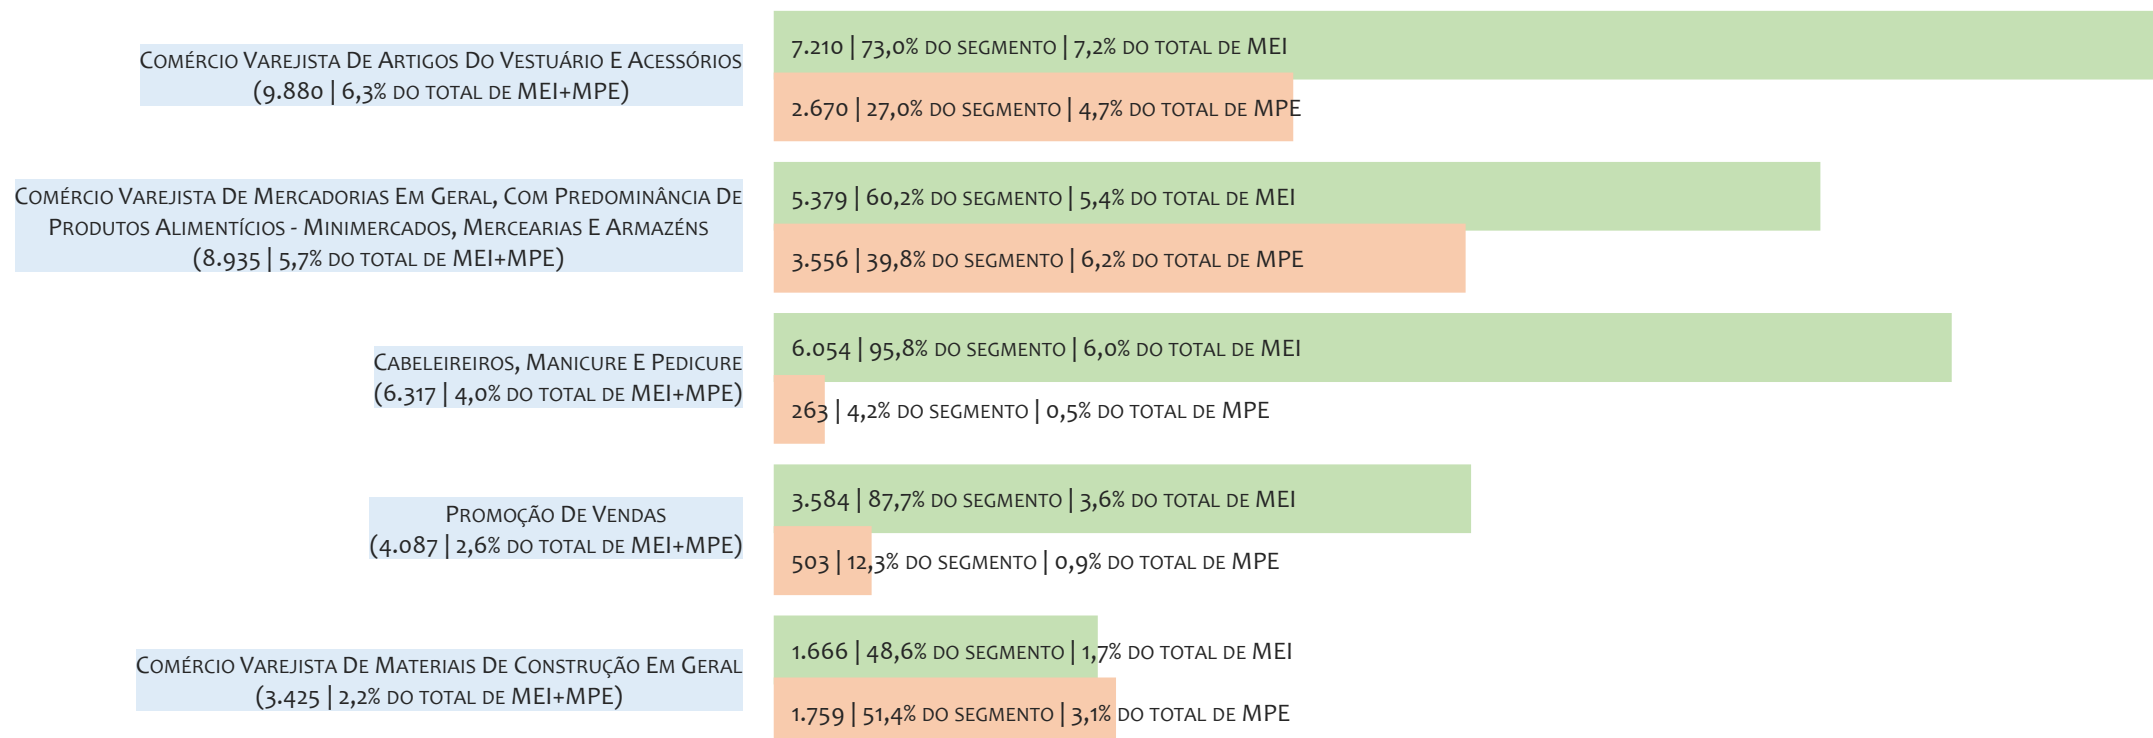 Comércio Varejista De Artigos Do Vestuário E Acessórios
(9.880 | 6,3% do total de MEI+MPE)
7.210 | 73,0% do segmento | 7,2% do total de MEI
2.670 | 27,0% do segmento | 4,7% do total de MPE
Comércio Varejista De Mercadorias Em Geral, Com Predominância De
Produtos Alimentícios - Minimercados, Mercearias E Armazéns
(8.935 | 5,7% do total de MEI+MPE)
5.379 | 60,2% do segmento | 5,4% do total de MEI
3.556 | 39,8% do segmento | 6,2% do total de MPE
Cabeleireiros, Manicure E Pedicure
(6.317 | 4,0% do total de MEI+MPE)
6.054 | 95,8% do segmento | 6,0% do total de MEI
263 | 4,2% do segmento | 0,5% do total de MPE
Promoção De Vendas
(4.087 | 2,6% do total de MEI+MPE)
3.584 | 87,7% do segmento | 3,6% do total de MEI
503 | 12,3% do segmento | 0,9% do total de MPE
Comércio Varejista De Materiais De Construção Em Geral
(3.425 | 2,2% do total de MEI+MPE)
1.666 | 48,6% do segmento | 1,7% do total de MEI
1.759 | 51,4% do segmento | 3,1% do total de MPE